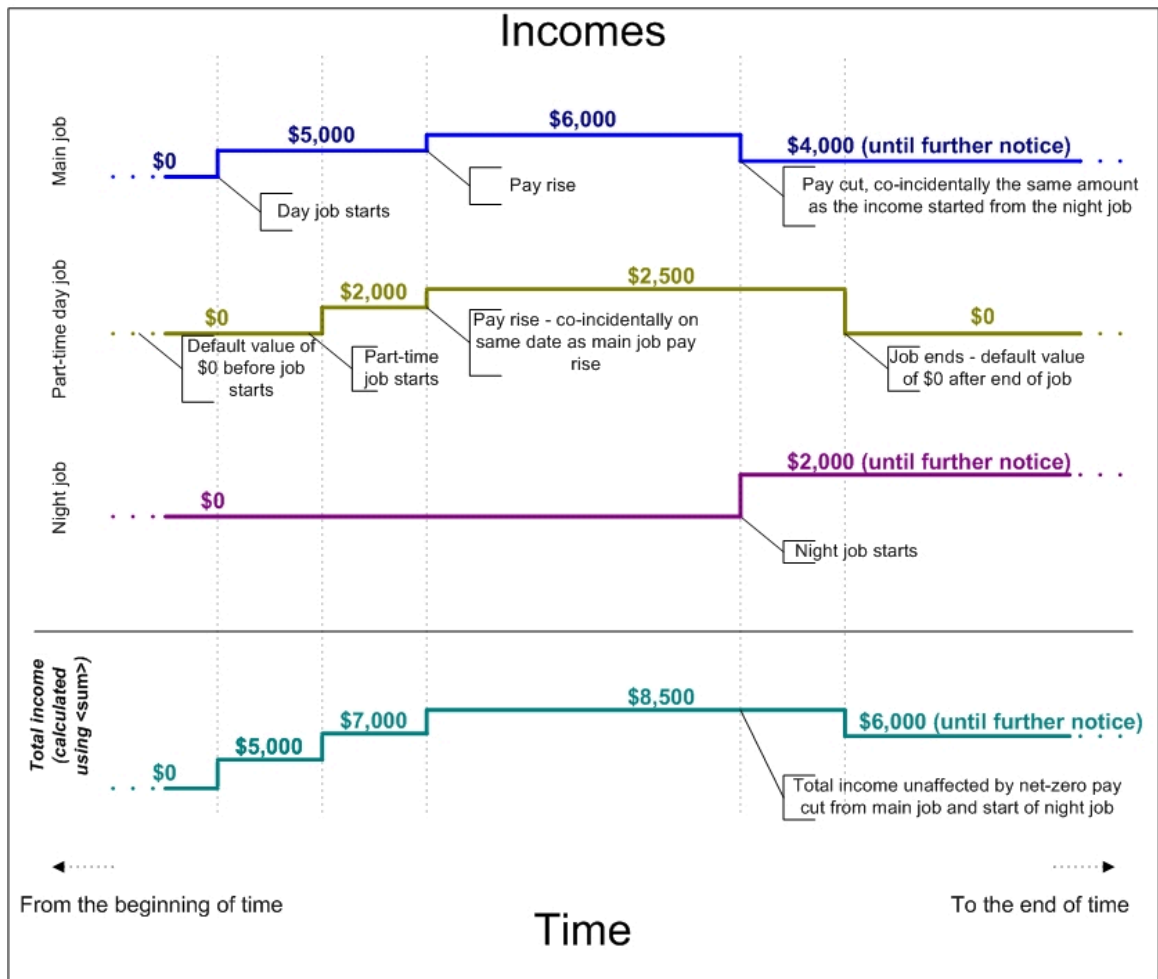 Incomes
Main job
$0
$5,000
$6,000
$4,000 (until further notice)
Day job starts
Pay rise
Pay cut, co-incidentally the same amount
as the income started from the night job
Part-time day job
$0
$2,000
$2,500
$0
Default value of
$0 before job
starts
Part-time
job starts
Pay rise - co-incidentally on
same date as main job pay
rise
Job ends - default value
of $0 after end of job
Night job
$0
$2,000 (until further notice)
Night job starts
Total income
(calculated
using <sum>)
$0
$5,000
$7,000
$8,500
$6,000 (until further notice)
Total income unaffected by net-zero pay
cut from main job and start of night job
From the beginning of time
To the end of time
Time